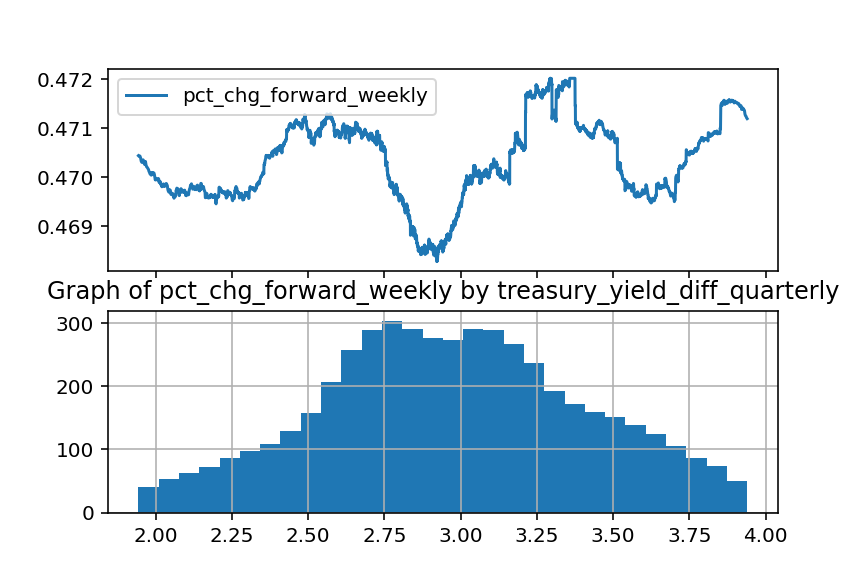 0.472
0.471
0.470
0.469
pct_chg_forward_weekly
Graph of pct_chg_forward_weekly by treasury_yield_diff_quarterly
300
200
100
0
2.00 2.25 2.50 2.75 3.00 3.25 3.50 3.75 4.00